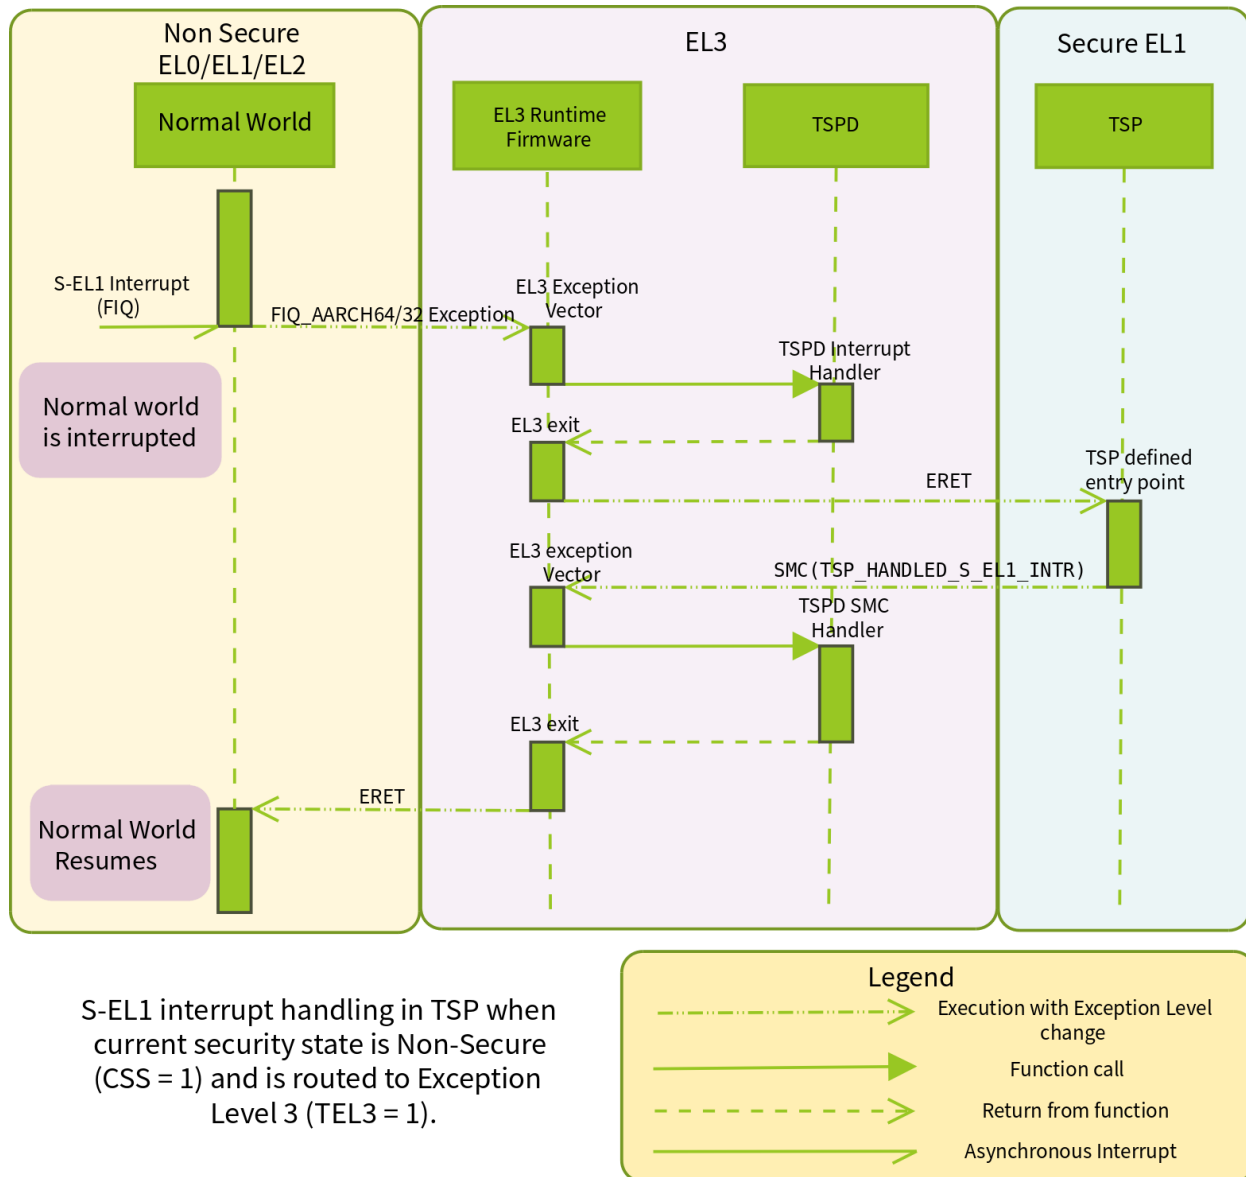 Non Secure
EL0/EL1/EL2
EL3
Secure EL1
Normal World
EL3 Runtime
Firmware
TSPD
TSP
S-EL1 Interrupt
(FIQ)
FIQ_AARCH64/32 Exception
EL3 Exception
Vector
TSPD Interrupt
Handler
Normal world
is interrupted
EL3 exit
TSP defined
entry point
ERET
EL3 exception
Vector
SMC(TSP_HANDLED_S_EL1_INTR)
TSPD SMC
Handler
EL3 exit
ERET
Normal World
Resumes
S-EL1 interrupt handling in TSP when
current security state is Non-Secure
(CSS = 1) and is routed to Exception
Level 3 (TEL3 = 1).
Legend
Execution with Exception Level
change
Function call
Return from function
Asynchronous Interrupt